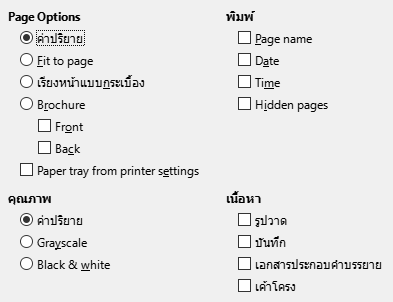 Page Options
ค่าปริยาย
Fit to page
เรียงหน้าแบบกระเบื้อง
Brochure
Front
Back
Paper tray from printer settings
พิมพ์
Page name
Date
Time
Hidden pages
คุณภาพ
ค่าปริยาย
Grayscale
Black & white
เนื้อหา
รูปวาด
บันทึก
เอกสารประกอบคำบรรยาย
เค้าโครง